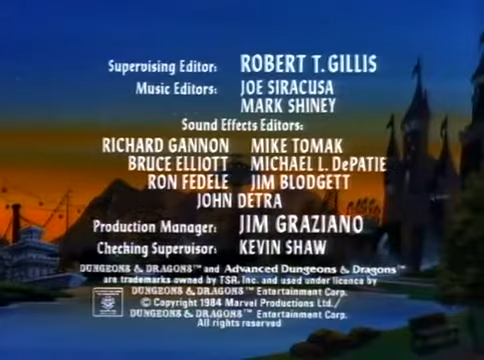 Supervising Editor: ROBERT T. GILLIS
Music Editors: JOE SIRACUSA
MARK SHINEY
Sound Effects Editors:
RICHARD GANNON MIKE TOMAK
BRUCE ELLIOTT MICHAEL L. DePATIE
RON FEDELE JIM BLODGETT
JOHN DETRA
Production Manager: JIM GRAZIANO
Checking Supervisor: KEVIN SHAW
DUNGEONS & DRAGONS™ and Advanced Dungeons & Dragons™
are trademarks owned by TSR, Inc. and used under licence by
DUNGEONS & DRAGONS™ Entertainment Corp.
© Copyright 1984 Marvel Productions Ltd./
DUNGEONS & DRAGONS™ Entertainment Corp.
All rights reserved